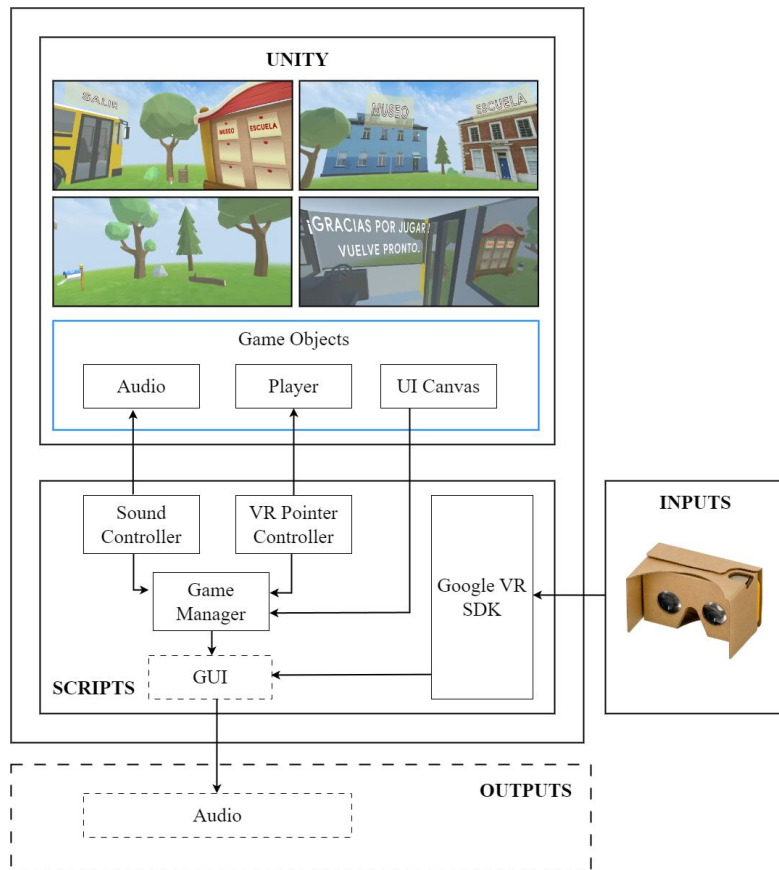 UNITY
SALIR
MUSEO
ESCUELA
MUSEO
ESCUELA
¡GRACIAS POR JUGAR!
VUELVE PRONTO.
Game Objects
Audio
Player
UI Canvas
Sound
Controller
VR Pointer
Controller
Google VR
SDK
Game
Manager
GUI
SCRIPTS
INPUTS
OUTPUTS
Audio